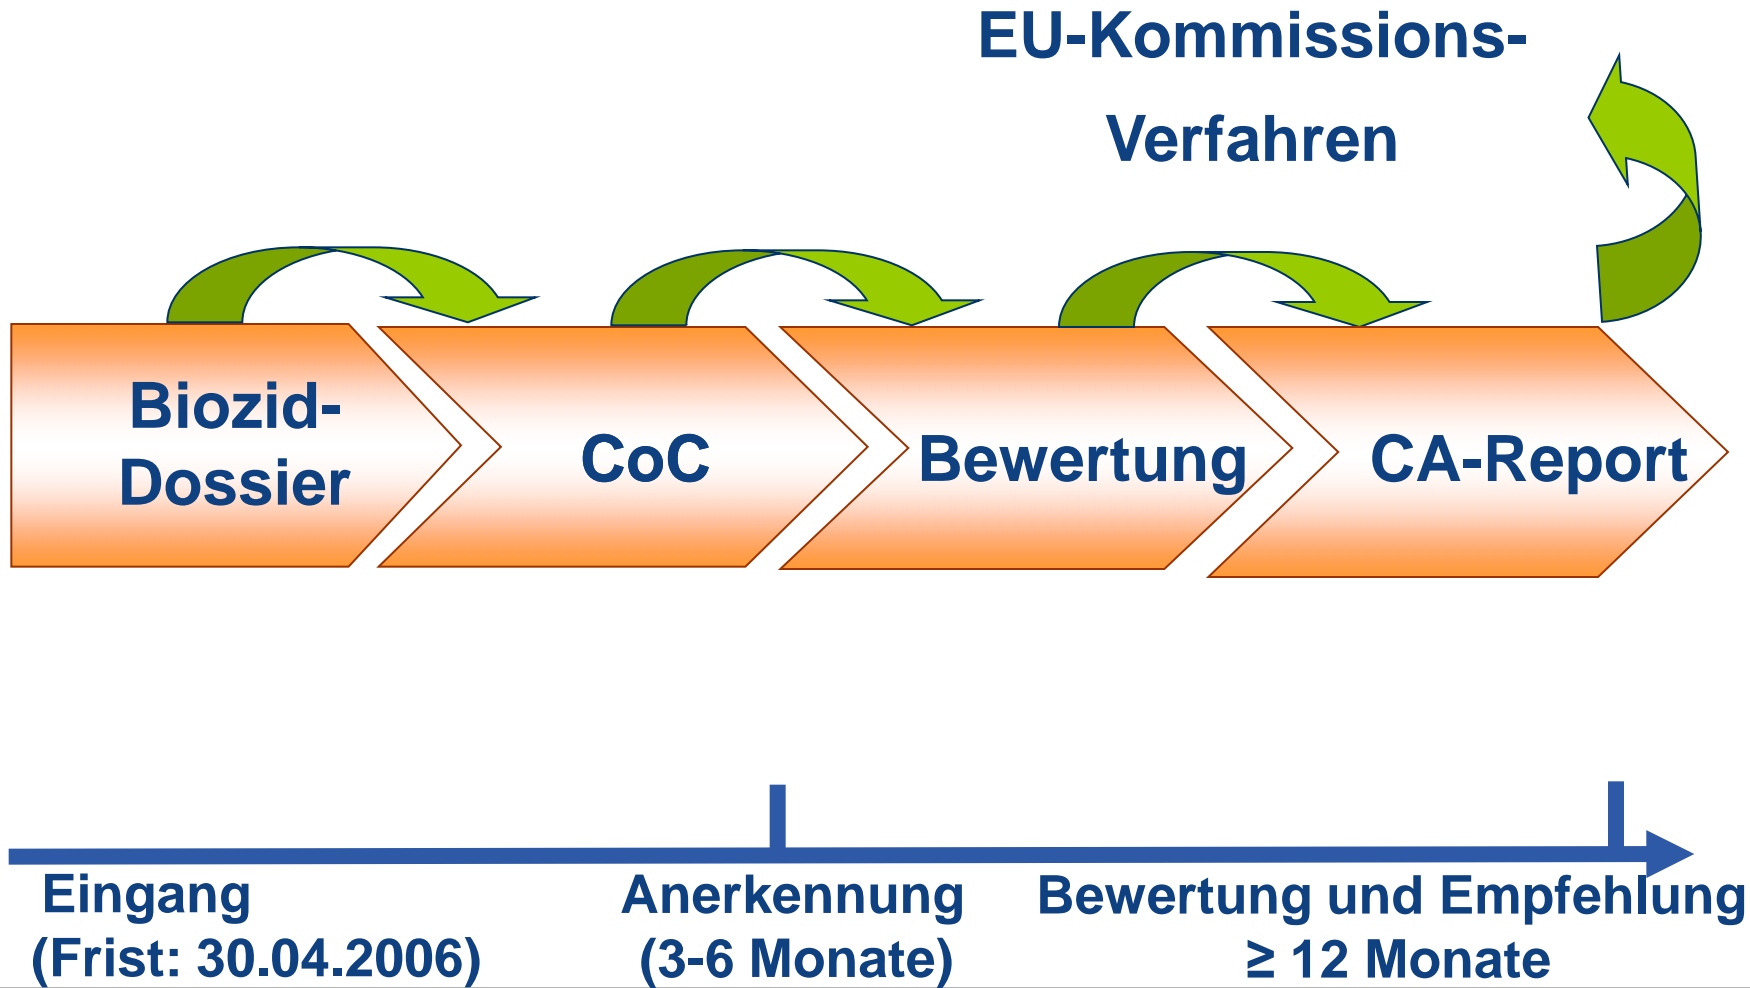 EU-Kommissions-
Verfahren
Biozid-
Dossier
CoC
Bewertung
CA-Report
Eingang
(Frist: 30.04.2006)
Anerkennung
(3-6 Monate)
Bewertung und Empfehlung
≥ 12 Monate